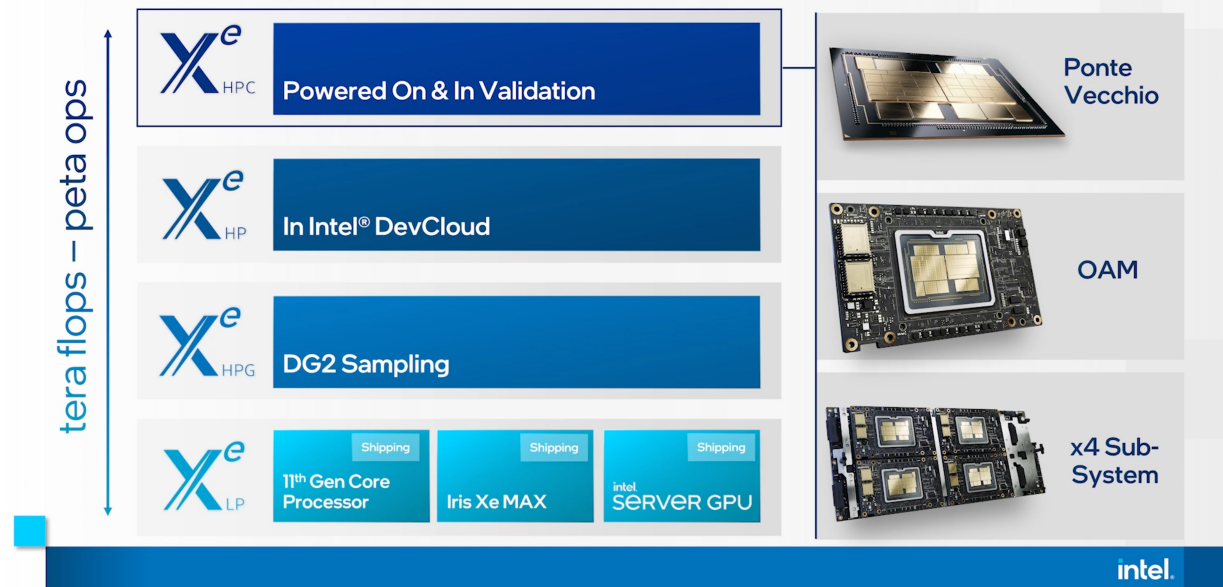 tera flops – peta ops
Xe
HPC
Powered On & In Validation
Xe
HP
In Intel® DevCloud
Xe
HPG
DG2 Sampling
Xe
LP
Shipping
11th Gen Core
Processor
Shipping
Iris Xe MAX
Shipping
intel
SERVER GPU
Ponte
Vecchio
OAM
x4 Sub-
System
intel.